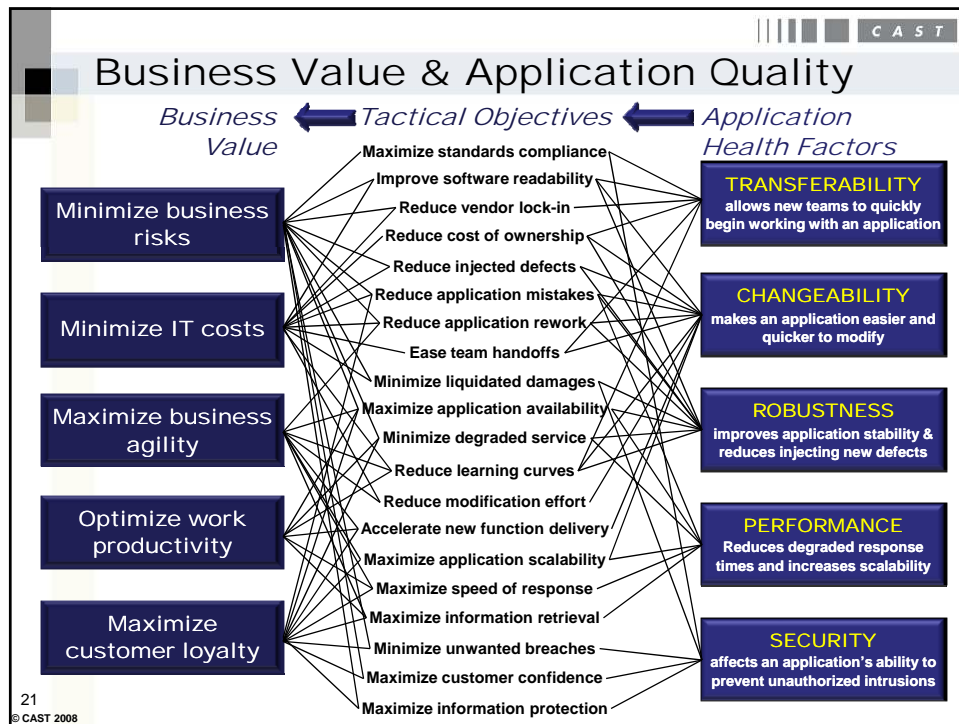 CAST
Business Value & Application Quality
Business
Value
Tactical Objectives
Application
Health Factors
Minimize business
risks
Minimize IT costs
Maximize business
agility
Optimize work
productivity
Maximize
customer loyalty
Maximize standards compliance
Improve software readability
Reduce vendor lock-in
Reduce cost of ownership
Reduce injected defects
Reduce application mistakes
Reduce application rework
Ease team handoffs
Minimize liquidated damages
Maximize application availability
Minimize degraded service
Reduce learning curves
Reduce modification effort
Accelerate new function delivery
Maximize application scalability
Maximize speed of response
Maximize information retrieval
Minimize unwanted breaches
Maximize customer confidence
Maximize information protection
TRANSFERABILITY
allows new teams to quickly
begin working with an application
CHANGEABILITY
makes an application easier and
quicker to modify
ROBUSTNESS
improves application stability &
reduces injecting new defects
PERFORMANCE
Reduces degraded response
times and increases scalability
SECURITY
affects an application's ability to
prevent unauthorized intrusions
21
© CAST 2008